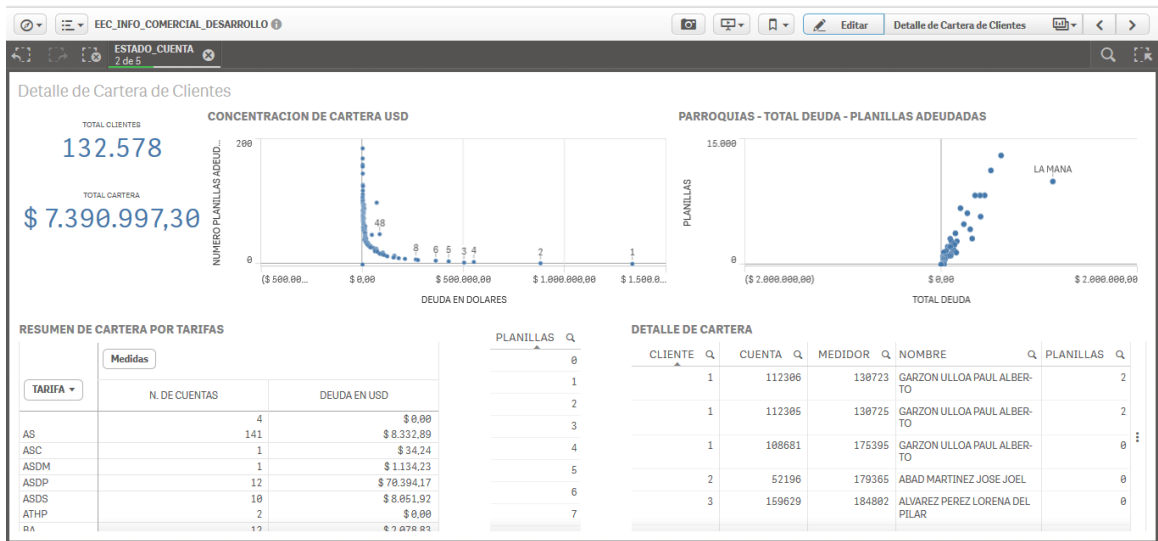 EEC_INFO_COMERCIAL_DESARROLLO
Editar
Detalle de Cartera de Clientes
ESTADO_CUENTA
2 de 5
Detalle de Cartera de Clientes
TOTAL CLIENTES
132.578
TOTAL CARTERA
$ 7.390.997,30
CONCENTRACION DE CARTERA USD
NUMERO PLANILLAS ADEUD...
200
0
48
8 6 5 3 4 2 1
($ 500.00... $ 0,00 $ 500.000,00 $ 1.000.000,00 $ 1.500.0...
DEUDA EN DOLARES
PARROQUIAS - TOTAL DEUDA - PLANILLAS ADEUDADAS
PLANILLAS
15.000
0
LA MANA
($ 2.000.000,00) $ 0,00 $ 2.000.000,00
TOTAL DEUDA
RESUMEN DE CARTERA POR TARIFAS
Medidas
TARIFA
N. DE CUENTAS DEUDA EN USD
4 $ 0,00
AS 141 $ 8.332,89
ASC 1 $ 34,24
ASDM 1 $ 1.134,23
ASDP 12 $ 70.394,17
ASDS 10 $ 8.051,92
ATHP 2 $ 0,00
BA 12 $ 2.078,83
PLANILLAS
0
1
2
3
4
5
6
7
DETALLE DE CARTERA
CLIENTE CUENTA MEDIDOR NOMBRE PLANILLAS
1 112306 130723 GARZON ULLOA PAUL ALBER-
TO 2
1 112305 130725 GARZON ULLOA PAUL ALBER-
TO 2
1 108681 175395 GARZON ULLOA PAUL ALBER-
TO 0
2 52196 179365 ABAD MARTINEZ JOSE JOEL 0
3 159629 184802 ALVAREZ PEREZ LORENA DEL
PILAR 0